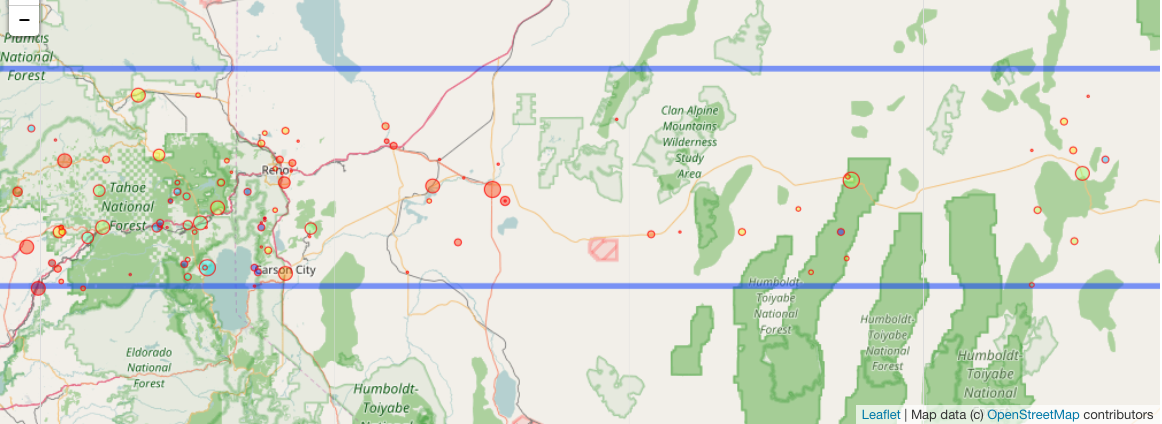 −
Plumas
National
Forest
Clan Alpine
Mountains
Wilderness
Study
Area
Reno
Tahoe
National
Forest
Carson City
Humboldt-
Toiyabe
National
Forest
Humboldt-
Toiyabe
National
Forest
Eldorado
National
Forest
Humboldt-
Toiyabe
National
Humboldt-
Toiyabe
Leaflet | Map data (c) OpenStreetMap contributors